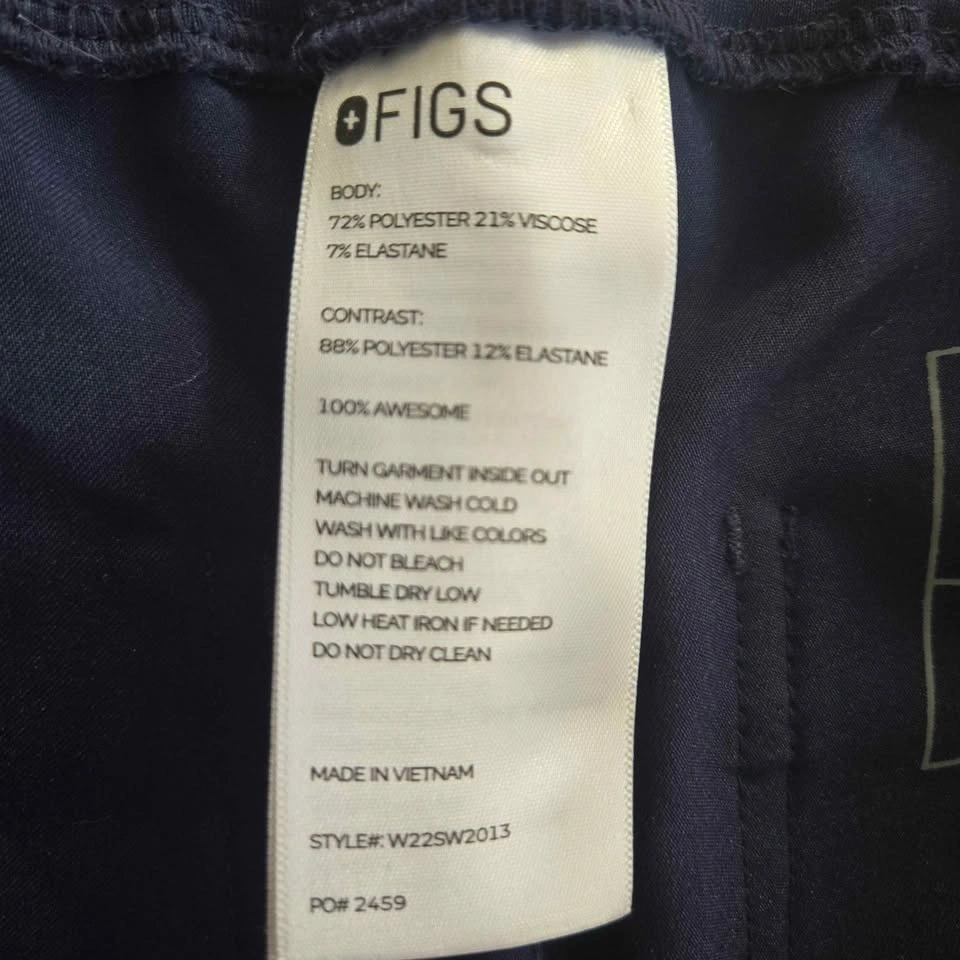 FIGS
BODY:
72% POLYESTER 21% VISCOSE
7% ELASTANE
CONTRAST:
88% POLYESTER 12% ELASTANE
100% AWESOME
TURN GARMENT INSIDE OUT
MACHINE WASH COLD
WASH WITH LIKE COLORS
DO NOT BLEACH
TUMBLE DRY LOW
LOW HEAT IRON IF NEEDED
DO NOT DRY CLEAN
MADE IN VIETNAM
STYLE#: W22SW2013
PO# 2459